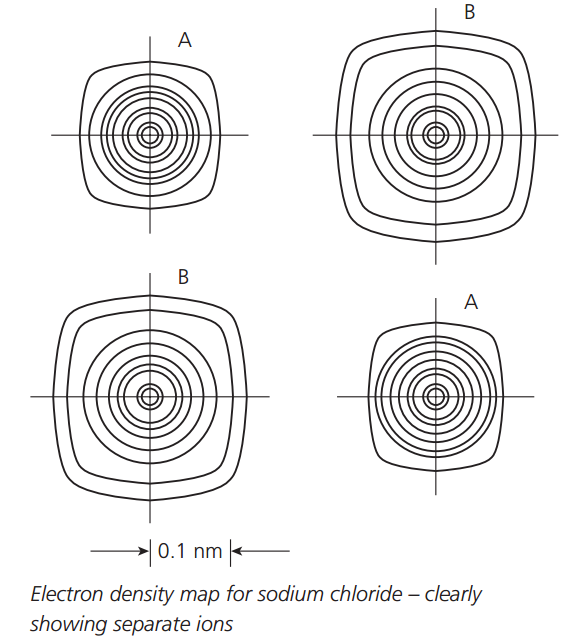 A
B
B
A
0.1 nm
Electron density map for sodium chloride – clearly
showing separate ions